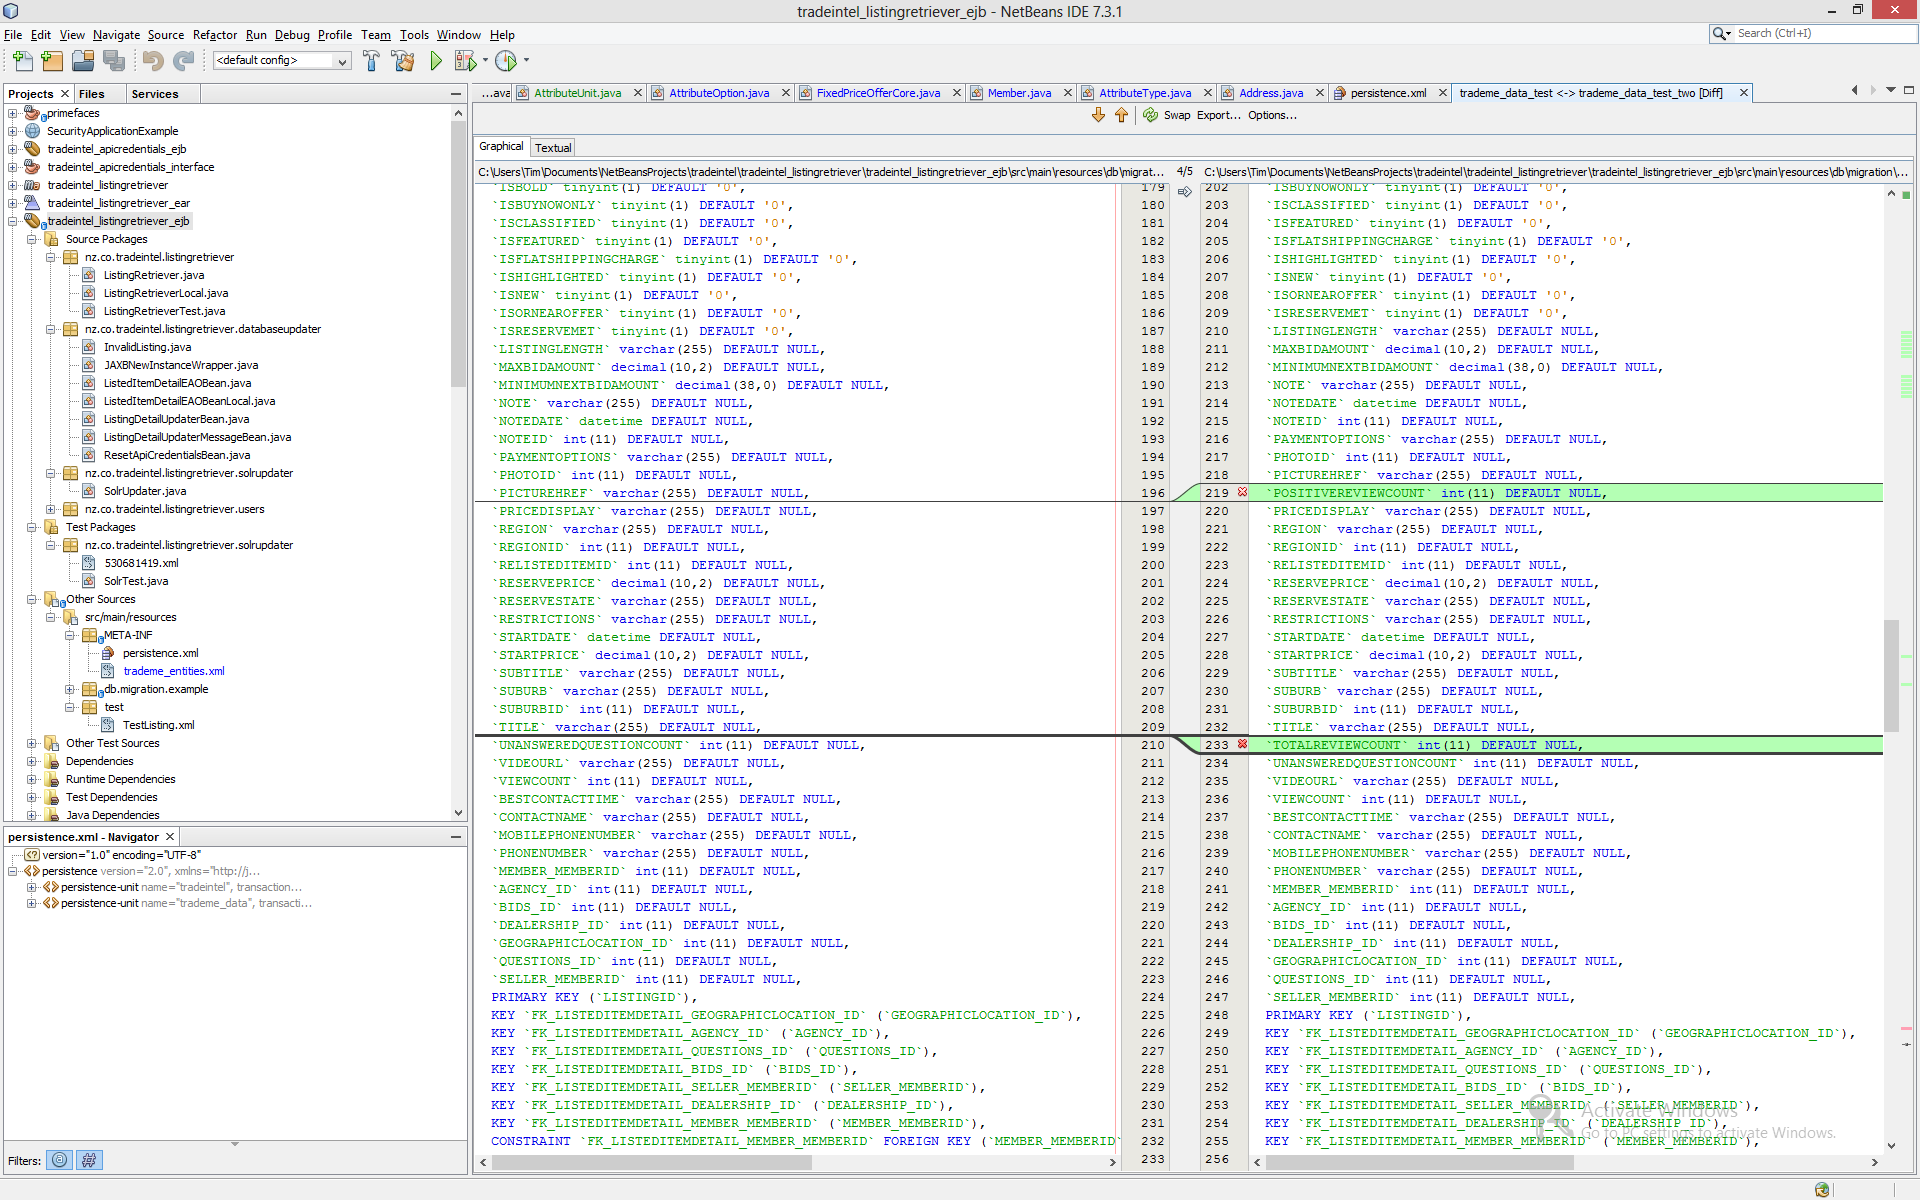 tradeintel_listingretriever_ejb - NetBeans IDE 7.3.1
File Edit View Navigate Source Refactor Run Debug Profile Team Tools Window Help
Search (Ctrl+I)
<default config>
Projects Files Services
primefaces
SecurityApplicationExample
tradeintel_apicredentials_ejb
tradeintel_apicredentials_interface
tradeintel_listingretriever
tradeintel_listingretriever_ear
tradeintel_listingretriever_ejb
Source Packages
nz.co.tradeintel.listingretriever
ListingRetriever.java
ListingRetrieverLocal.java
ListingRetrieverTest.java
nz.co.tradeintel.listingretriever.databaseupdater
InvalidListing.java
JAXBNewInstanceWrapper.java
ListedItemDetailEAOBean.java
ListedItemDetailEAOBeanLocal.java
ListingDetailUpdaterBean.java
ListingDetailUpdaterMessageBean.java
ResetApiCredentialsBean.java
nz.co.tradeintel.listingretriever.solrupdater
SolrUpdater.java
nz.co.tradeintel.listingretriever.users
Test Packages
nz.co.tradeintel.listingretriever.solrupdater
530681419.xml
SolrTest.java
Other Sources
src/main/resources
META-INF
persistence.xml
trademe_entities.xml
db.migration.example
test
TestListing.xml
Other Test Sources
Dependencies
Runtime Dependencies
Test Dependencies
Java Dependencies
persistence.xml - Navigator
version="1.0" encoding="UTF-8"
persistence version="2.0", xmlns="http://j...
persistence-unit name="tradeintel", transaction...
persistence-unit name="trademe_data", transacti...
Filters:
...ava AttributeUnit.java AttributeOption.java FixedPriceOfferCore.java Member.java AttributeType.java Address.java persistence.xml trademe_data_test <-> trademe_data_test_two [Diff]
Swap Export... Options...
Graphical Textual
C:\Users\Tim\Documents\NetBeansProjects\tradeintel\tradeintel_listingretriever\tradeintel_listingretriever_ejb\src\main\resources\db\migrat... 4/5 C:\Users\Tim\Documents\NetBeansProjects\tradeintel\tradeintel_listingretriever\tradeintel_listingretriever_ejb\src\main\resources\db\migration\...
`ISBOLD` tinyint(1) DEFAULT '0', 179
`ISBUYNOWONLY` tinyint(1) DEFAULT '0', 180
`ISCLASSIFIED` tinyint(1) DEFAULT '0', 181
`ISFEATURED` tinyint(1) DEFAULT '0', 182
`ISFLATSHIPPINGCHARGE` tinyint(1) DEFAULT '0', 183
`ISHIGHLIGHTED` tinyint(1) DEFAULT '0', 184
`ISNEW` tinyint(1) DEFAULT '0', 185
`ISORNEAROFFER` tinyint(1) DEFAULT '0', 186
`ISRESERVEMET` tinyint(1) DEFAULT '0', 187
`LISTINGLENGTH` varchar(255) DEFAULT NULL, 188
`MAXBIDAMOUNT` decimal(10,2) DEFAULT NULL, 189
`MINIMUMNEXTBIDAMOUNT` decimal(38,0) DEFAULT NULL, 190
`NOTE` varchar(255) DEFAULT NULL, 191
`NOTEDATE` datetime DEFAULT NULL, 192
`NOTEID` int(11) DEFAULT NULL, 193
`PAYMENTOPTIONS` varchar(255) DEFAULT NULL, 194
`PHOTOID` int(11) DEFAULT NULL, 195
`PICTUREHREF` varchar(255) DEFAULT NULL, 196
`PRICEDISPLAY` varchar(255) DEFAULT NULL, 197
`REGION` varchar(255) DEFAULT NULL, 198
`REGIONID` int(11) DEFAULT NULL, 199
`RELISTEDITEMID` int(11) DEFAULT NULL, 200
`RESERVEPRICE` decimal(10,2) DEFAULT NULL, 201
`RESERVESTATE` varchar(255) DEFAULT NULL, 202
`RESTRICTIONS` varchar(255) DEFAULT NULL, 203
`STARTDATE` datetime DEFAULT NULL, 204
`STARTPRICE` decimal(10,2) DEFAULT NULL, 205
`SUBTITLE` varchar(255) DEFAULT NULL, 206
`SUBURB` varchar(255) DEFAULT NULL, 207
`SUBURBID` int(11) DEFAULT NULL, 208
`TITLE` varchar(255) DEFAULT NULL, 209
`UNANSWEREDQUESTIONCOUNT` int(11) DEFAULT NULL, 210
`VIDEOURL` varchar(255) DEFAULT NULL, 211
`VIEWCOUNT` int(11) DEFAULT NULL, 212
`BESTCONTACTTIME` varchar(255) DEFAULT NULL, 213
`CONTACTNAME` varchar(255) DEFAULT NULL, 214
`MOBILEPHONENUMBER` varchar(255) DEFAULT NULL, 215
`PHONENUMBER` varchar(255) DEFAULT NULL, 216
`MEMBER_MEMBERID` int(11) DEFAULT NULL, 217
`AGENCY_ID` int(11) DEFAULT NULL, 218
`BIDS_ID` int(11) DEFAULT NULL, 219
`DEALERSHIP_ID` int(11) DEFAULT NULL, 220
`GEOGRAPHICLOCATION_ID` int(11) DEFAULT NULL, 221
`QUESTIONS_ID` int(11) DEFAULT NULL, 222
`SELLER_MEMBERID` int(11) DEFAULT NULL, 223
PRIMARY KEY (`LISTINGID`), 224
KEY `FK_LISTEDITEMDETAIL_GEOGRAPHICLOCATION_ID` (`GEOGRAPHICLOCATION_ID`), 225
KEY `FK_LISTEDITEMDETAIL_AGENCY_ID` (`AGENCY_ID`), 226
KEY `FK_LISTEDITEMDETAIL_QUESTIONS_ID` (`QUESTIONS_ID`), 227
KEY `FK_LISTEDITEMDETAIL_BIDS_ID` (`BIDS_ID`), 228
KEY `FK_LISTEDITEMDETAIL_SELLER_MEMBERID` (`SELLER_MEMBERID`), 229
KEY `FK_LISTEDITEMDETAIL_DEALERSHIP_ID` (`DEALERSHIP_ID`), 230
KEY `FK_LISTEDITEMDETAIL_MEMBER_MEMBERID` (`MEMBER_MEMBERID`), 231
CONSTRAINT `FK_LISTEDITEMDETAIL_MEMBER_MEMBERID` FOREIGN KEY (`MEMBER_MEMBERID` 232
233
202 `ISBUYNOWONLY` tinyint(1) DEFAULT '0',
203 `ISCLASSIFIED` tinyint(1) DEFAULT '0',
204 `ISFEATURED` tinyint(1) DEFAULT '0',
205 `ISFLATSHIPPINGCHARGE` tinyint(1) DEFAULT '0',
206 `ISHIGHLIGHTED` tinyint(1) DEFAULT '0',
207 `ISNEW` tinyint(1) DEFAULT '0',
208 `ISORNEAROFFER` tinyint(1) DEFAULT '0',
209 `ISRESERVEMET` tinyint(1) DEFAULT '0',
210 `LISTINGLENGTH` varchar(255) DEFAULT NULL,
211 `MAXBIDAMOUNT` decimal(10,2) DEFAULT NULL,
212 `MINIMUMNEXTBIDAMOUNT` decimal(38,0) DEFAULT NULL,
213 `NOTE` varchar(255) DEFAULT NULL,
214 `NOTEDATE` datetime DEFAULT NULL,
215 `NOTEID` int(11) DEFAULT NULL,
216 `PAYMENTOPTIONS` varchar(255) DEFAULT NULL,
217 `PHOTOID` int(11) DEFAULT NULL,
218 `PICTUREHREF` varchar(255) DEFAULT NULL,
219 `POSITIVEREVIEWCOUNT` int(11) DEFAULT NULL,
220 `PRICEDISPLAY` varchar(255) DEFAULT NULL,
221 `REGION` varchar(255) DEFAULT NULL,
222 `REGIONID` int(11) DEFAULT NULL,
223 `RELISTEDITEMID` int(11) DEFAULT NULL,
224 `RESERVEPRICE` decimal(10,2) DEFAULT NULL,
225 `RESERVESTATE` varchar(255) DEFAULT NULL,
226 `RESTRICTIONS` varchar(255) DEFAULT NULL,
227 `STARTDATE` datetime DEFAULT NULL,
228 `STARTPRICE` decimal(10,2) DEFAULT NULL,
229 `SUBTITLE` varchar(255) DEFAULT NULL,
230 `SUBURB` varchar(255) DEFAULT NULL,
231 `SUBURBID` int(11) DEFAULT NULL,
232 `TITLE` varchar(255) DEFAULT NULL,
233 `TOTALREVIEWCOUNT` int(11) DEFAULT NULL,
234 `UNANSWEREDQUESTIONCOUNT` int(11) DEFAULT NULL,
235 `VIDEOURL` varchar(255) DEFAULT NULL,
236 `VIEWCOUNT` int(11) DEFAULT NULL,
237 `BESTCONTACTTIME` varchar(255) DEFAULT NULL,
238 `CONTACTNAME` varchar(255) DEFAULT NULL,
239 `MOBILEPHONENUMBER` varchar(255) DEFAULT NULL,
240 `PHONENUMBER` varchar(255) DEFAULT NULL,
241 `MEMBER_MEMBERID` int(11) DEFAULT NULL,
242 `AGENCY_ID` int(11) DEFAULT NULL,
243 `BIDS_ID` int(11) DEFAULT NULL,
244 `DEALERSHIP_ID` int(11) DEFAULT NULL,
245 `GEOGRAPHICLOCATION_ID` int(11) DEFAULT NULL,
246 `QUESTIONS_ID` int(11) DEFAULT NULL,
247 `SELLER_MEMBERID` int(11) DEFAULT NULL,
248 PRIMARY KEY (`LISTINGID`),
249 KEY `FK_LISTEDITEMDETAIL_GEOGRAPHICLOCATION_ID` (`GEOGRAPHICLOCATION_ID`),
250 KEY `FK_LISTEDITEMDETAIL_AGENCY_ID` (`AGENCY_ID`),
251 KEY `FK_LISTEDITEMDETAIL_QUESTIONS_ID` (`QUESTIONS_ID`),
252 KEY `FK_LISTEDITEMDETAIL_BIDS_ID` (`BIDS_ID`),
253 KEY `FK_LISTEDITEMDETAIL_SELLER_MEMBERID` (`SELLER_MEMBERID`),
254 KEY `FK_LISTEDITEMDETAIL_DEALERSHIP_ID` (`DEALERSHIP_ID`),
255 KEY `FK_LISTEDITEMDETAIL_MEMBER_MEMBERID` (`MEMBER_MEMBERID`),
256
Activate Windows
Go to PC settings to activate Windows.